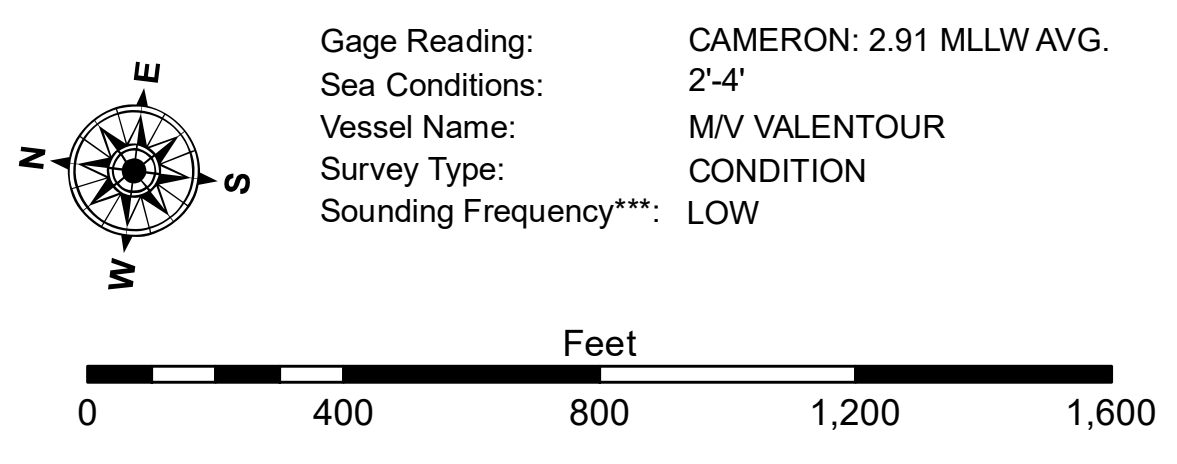 E
N
S
W
Gage Reading: CAMERON: 2.91 MLLW AVG.
Sea Conditions: 2'-4'
Vessel Name: M/V VALENTOUR
Survey Type: CONDITION
Sounding Frequency***: LOW
Feet
0 400 800 1,200 1,600